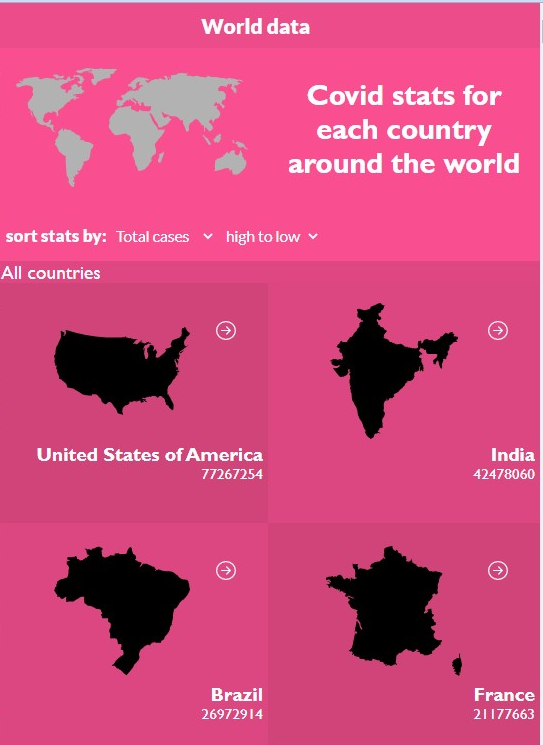 World data
Covid stats for
each country
around the world
sort stats by: Total cases high to low
All countries
United States of America
77267254
India
42478060
Brazil
26972914
France
21177663